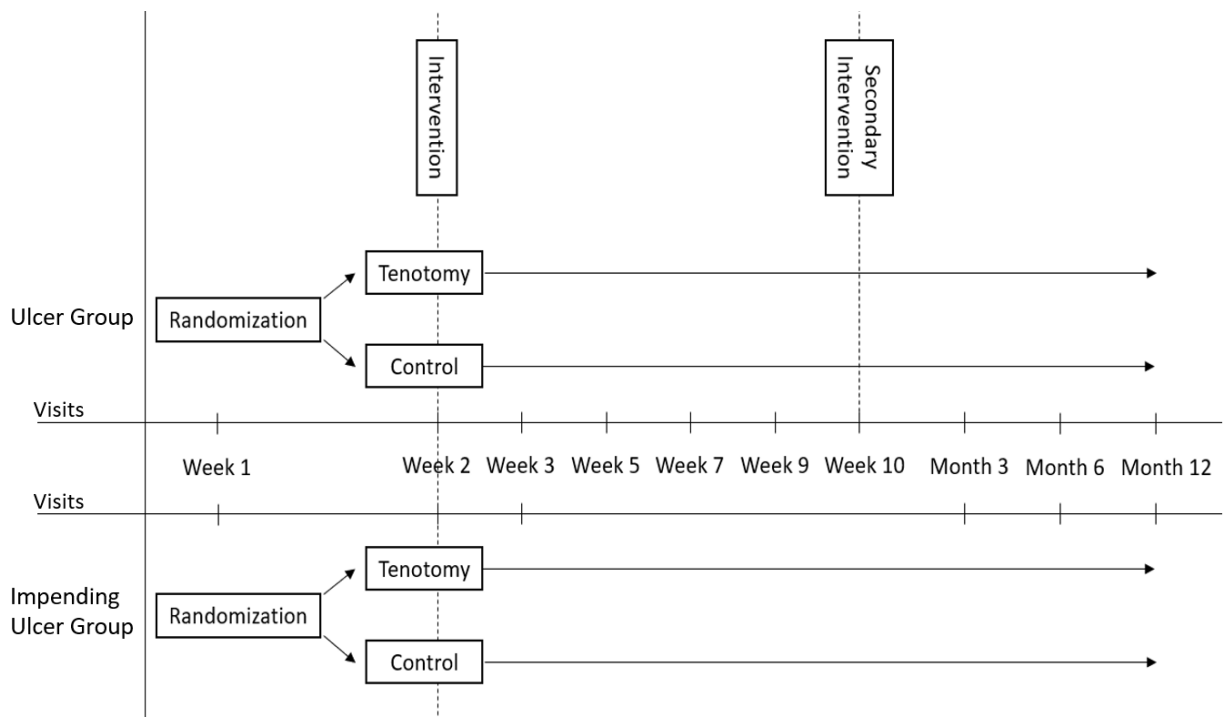 Intervention
Secondary
Intervention
Tenotomy
Ulcer Group
Randomization
Control
Visits
Week 1
Week 2
Week 3
Week 5
Week 7
Week 9
Week 10
Month 3
Month 6
Month 12
Visits
Tenotomy
Impending
Ulcer Group
Randomization
Control